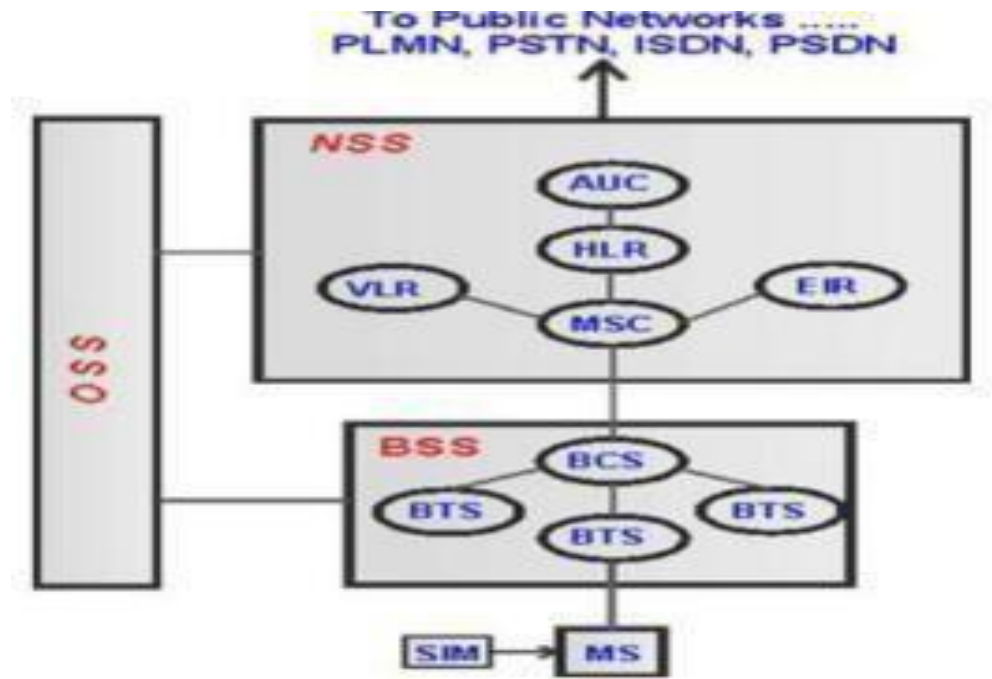 To Public Networks .....
PLMN, PSTN, ISDN, PSDN
NSS
AUC
HLR
VLR
EIR
MSC
OSS
BSS
BCS
BTS
BTS
BTS
SIM
MS